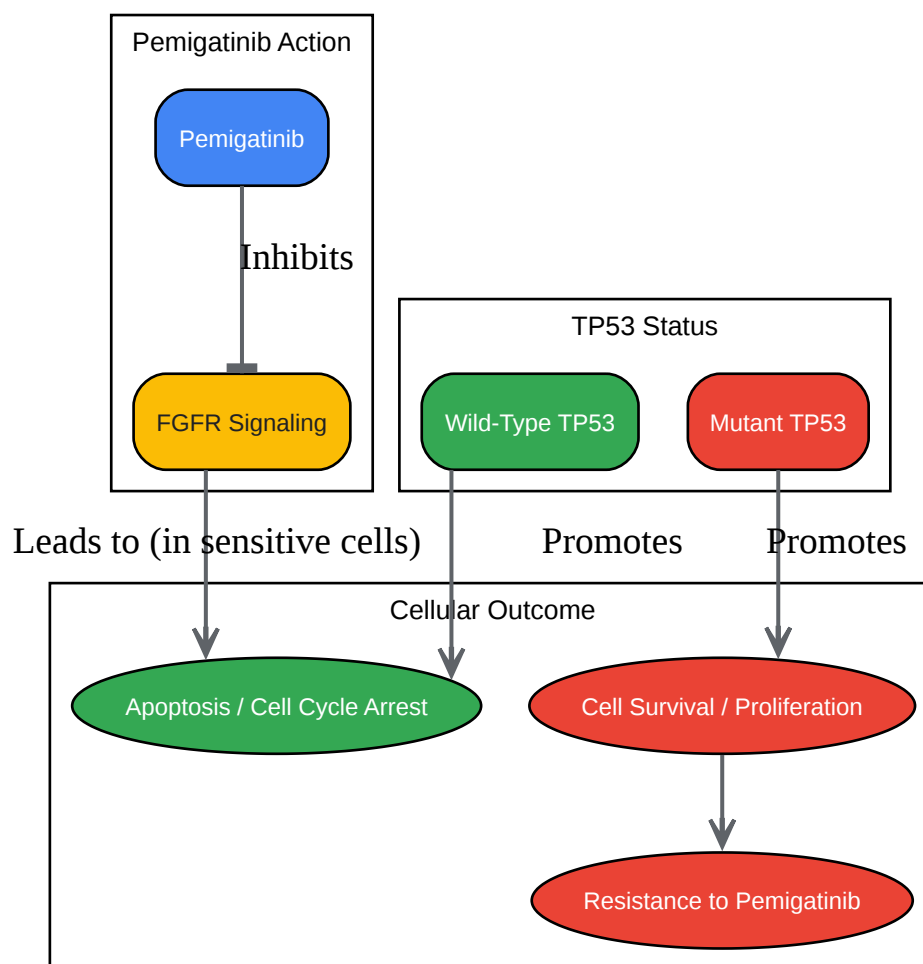 Pemigatinib Action
Pemigatinib
Inhibits
TP53 Status
FGFR Signaling
Wild-Type TP53
Mutant TP53
Leads to (in sensitive cells)
Promotes
Promotes
Cellular Outcome
Apoptosis / Cell Cycle Arrest
Cell Survival / Proliferation
Resistance to Pemigatinib